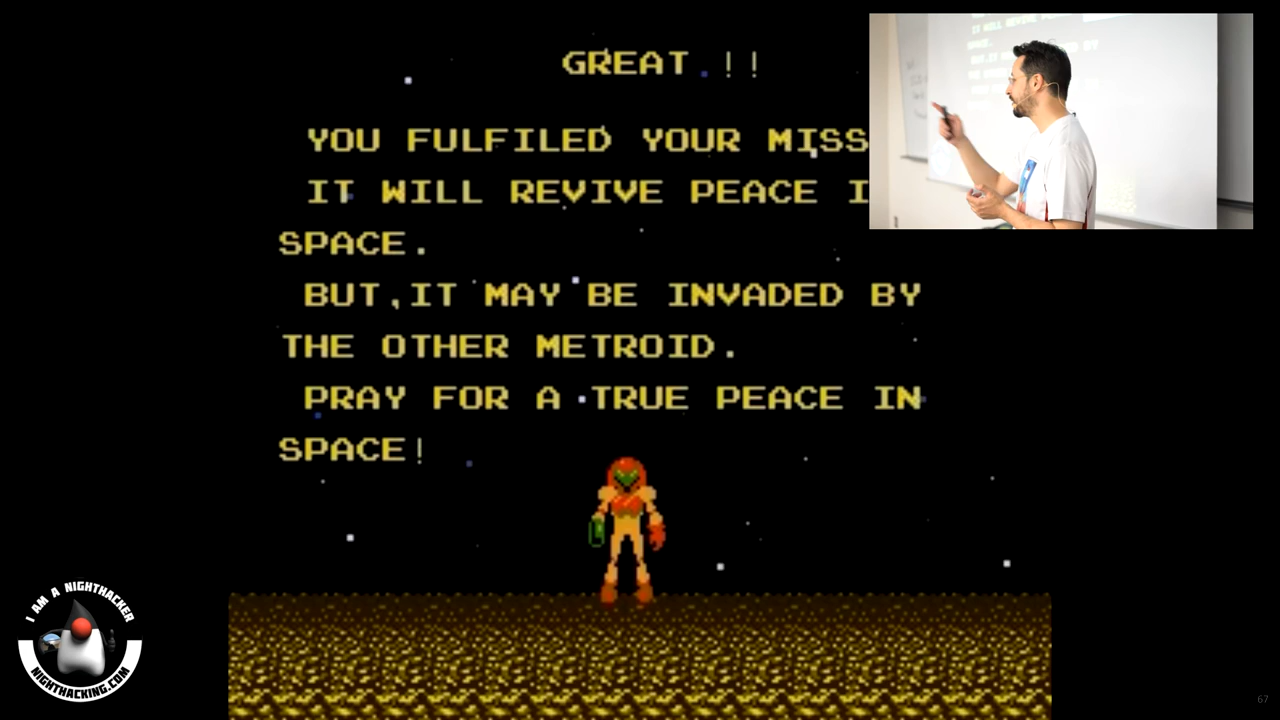 GREAT !!
YOU FULFILED YOUR MISS
IT WILL REVIVE PEACE I
SPACE.
BUT,IT MAY BE INVADED BY
THE OTHER METROID.
PRAY FOR A TRUE PEACE IN
SPACE!
I AM A NIGHTHACKER
NIGHTHACKING.COM
67